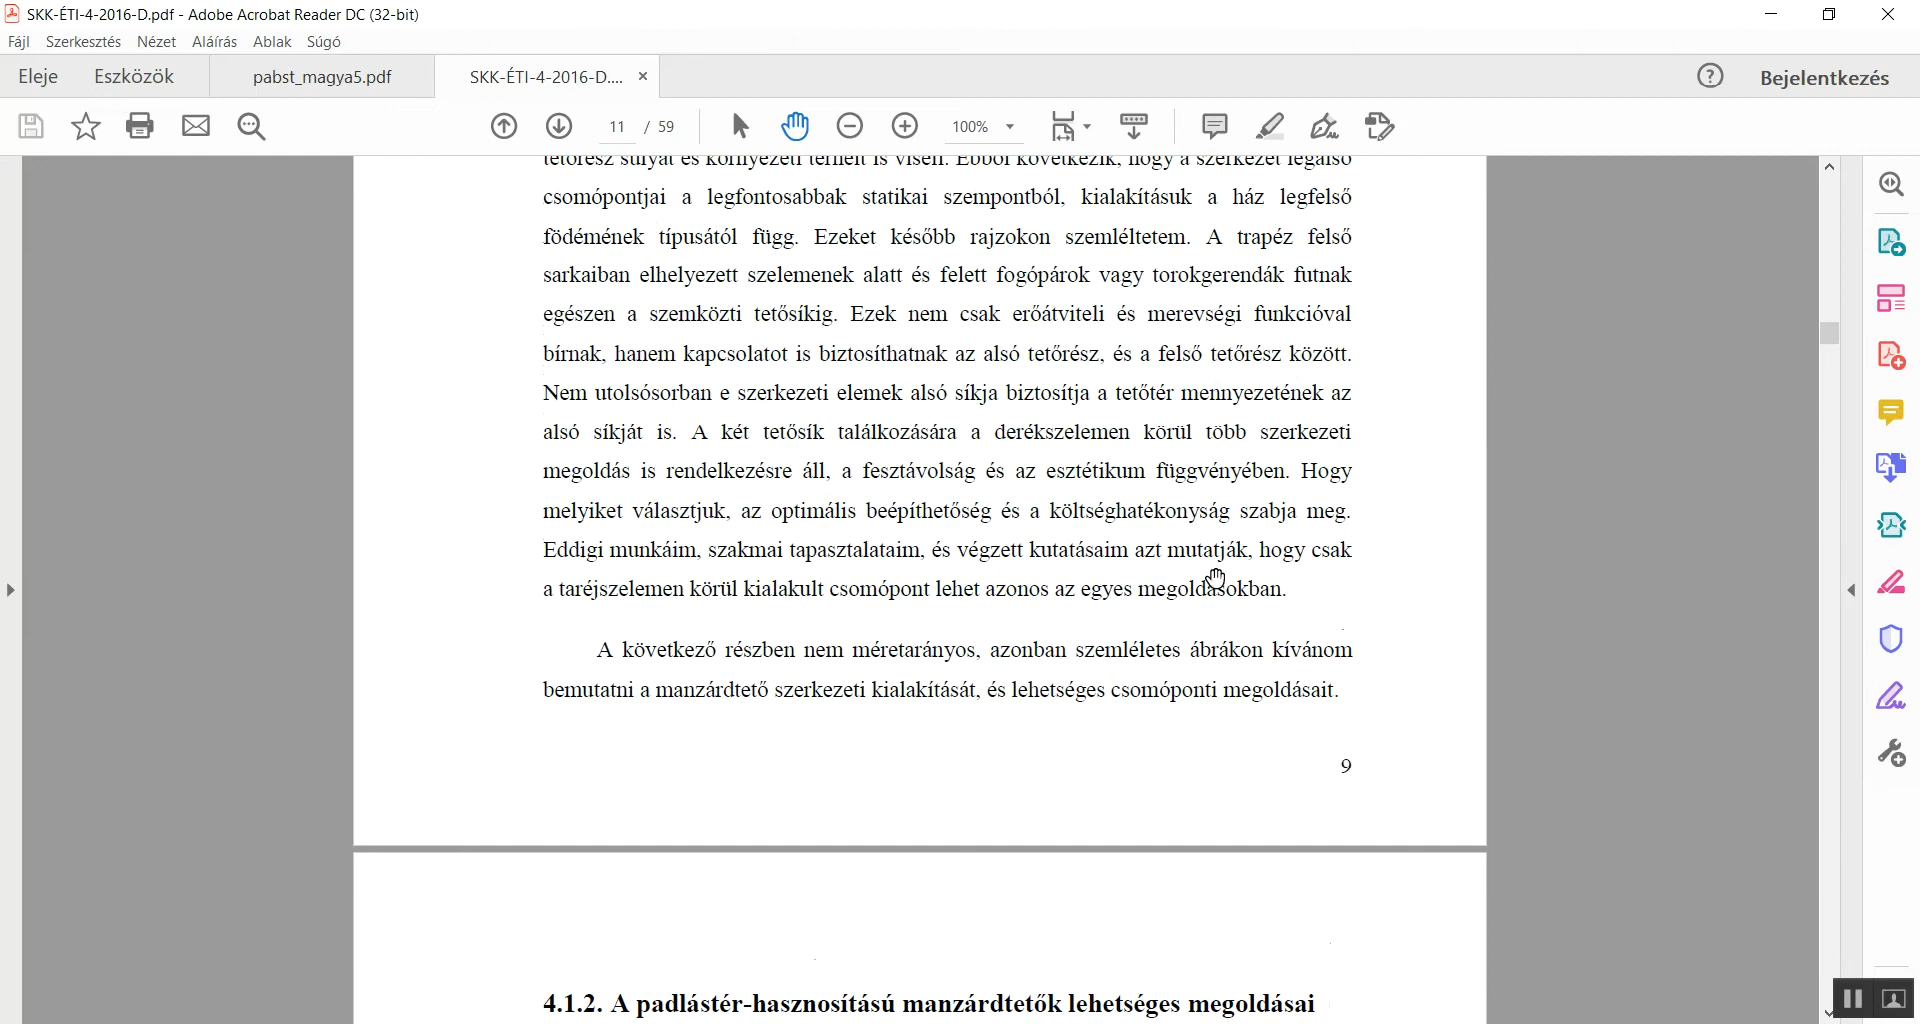 SKK-ÉTI-4-2016-D.pdf - Adobe Acrobat Reader DC (32-bit)
Fájl Szerkesztés Nézet Aláírás Ablak Súgó
Eleje Eszközök pabst_magya5.pdf SKK-ÉTI-4-2016-D.... × Bejelentkezés
11 / 59 100%
tetőrész súlyát és környezeti terheit is viseli. Ebből következik, hogy a szerkezet legalsó
csomópontjai a legfontosabbak statikai szempontból, kialakításuk a ház legfelső
födémének típusától függ. Ezeket később rajzokon szemléltetem. A trapéz felső
sarkaiban elhelyezett szelemenek alatt és felett fogópárok vagy torokgerendák futnak
egészen a szemközti tetősíkig. Ezek nem csak erőátviteli és merevségi funkcióval
bírnak, hanem kapcsolatot is biztosíthatnak az alsó tetőrész, és a felső tetőrész között.
Nem utolsósorban e szerkezeti elemek alsó síkja biztosítja a tetőtér mennyezetének az
alsó síkját is. A két tetősík találkozására a derékszelemen körül több szerkezeti
megoldás is rendelkezésre áll, a fesztávolság és az esztétikum függvényében. Hogy
melyiket választjuk, az optimális beépíthetőség és a költséghatékonyság szabja meg.
Eddigi munkáim, szakmai tapasztalataim, és végzett kutatásaim azt mutatják, hogy csak
a taréjszelemen körül kialakult csomópont lehet azonos az egyes megoldásokban.
A következő részben nem méretarányos, azonban szemléletes ábrákon kívánom
bemutatni a manzárdtető szerkezeti kialakítását, és lehetséges csomóponti megoldásait.
9
4.1.2. A padlástér-hasznosítású manzárdtetők lehetséges megoldásai